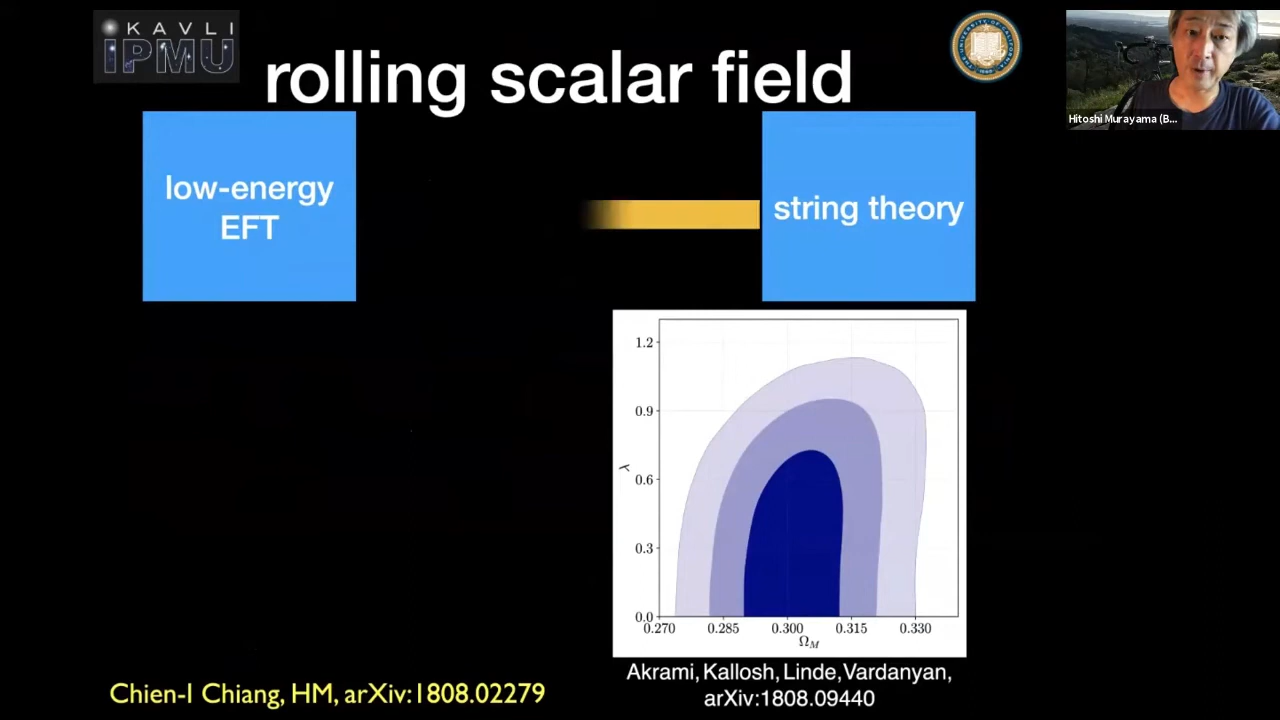 KAVLI
IPMU
rolling scalar field
Hitoshi Murayama (B...
low-energy
EFT
string theory
1.2
0.9
λ
0.6
0.3
0.0
0.270 0.285 0.300 0.315 0.330
Ω_M
Akrami, Kallosh, Linde, Vardanyan,
arXiv:1808.09440
Chien-I Chiang, HM, arXiv:1808.02279